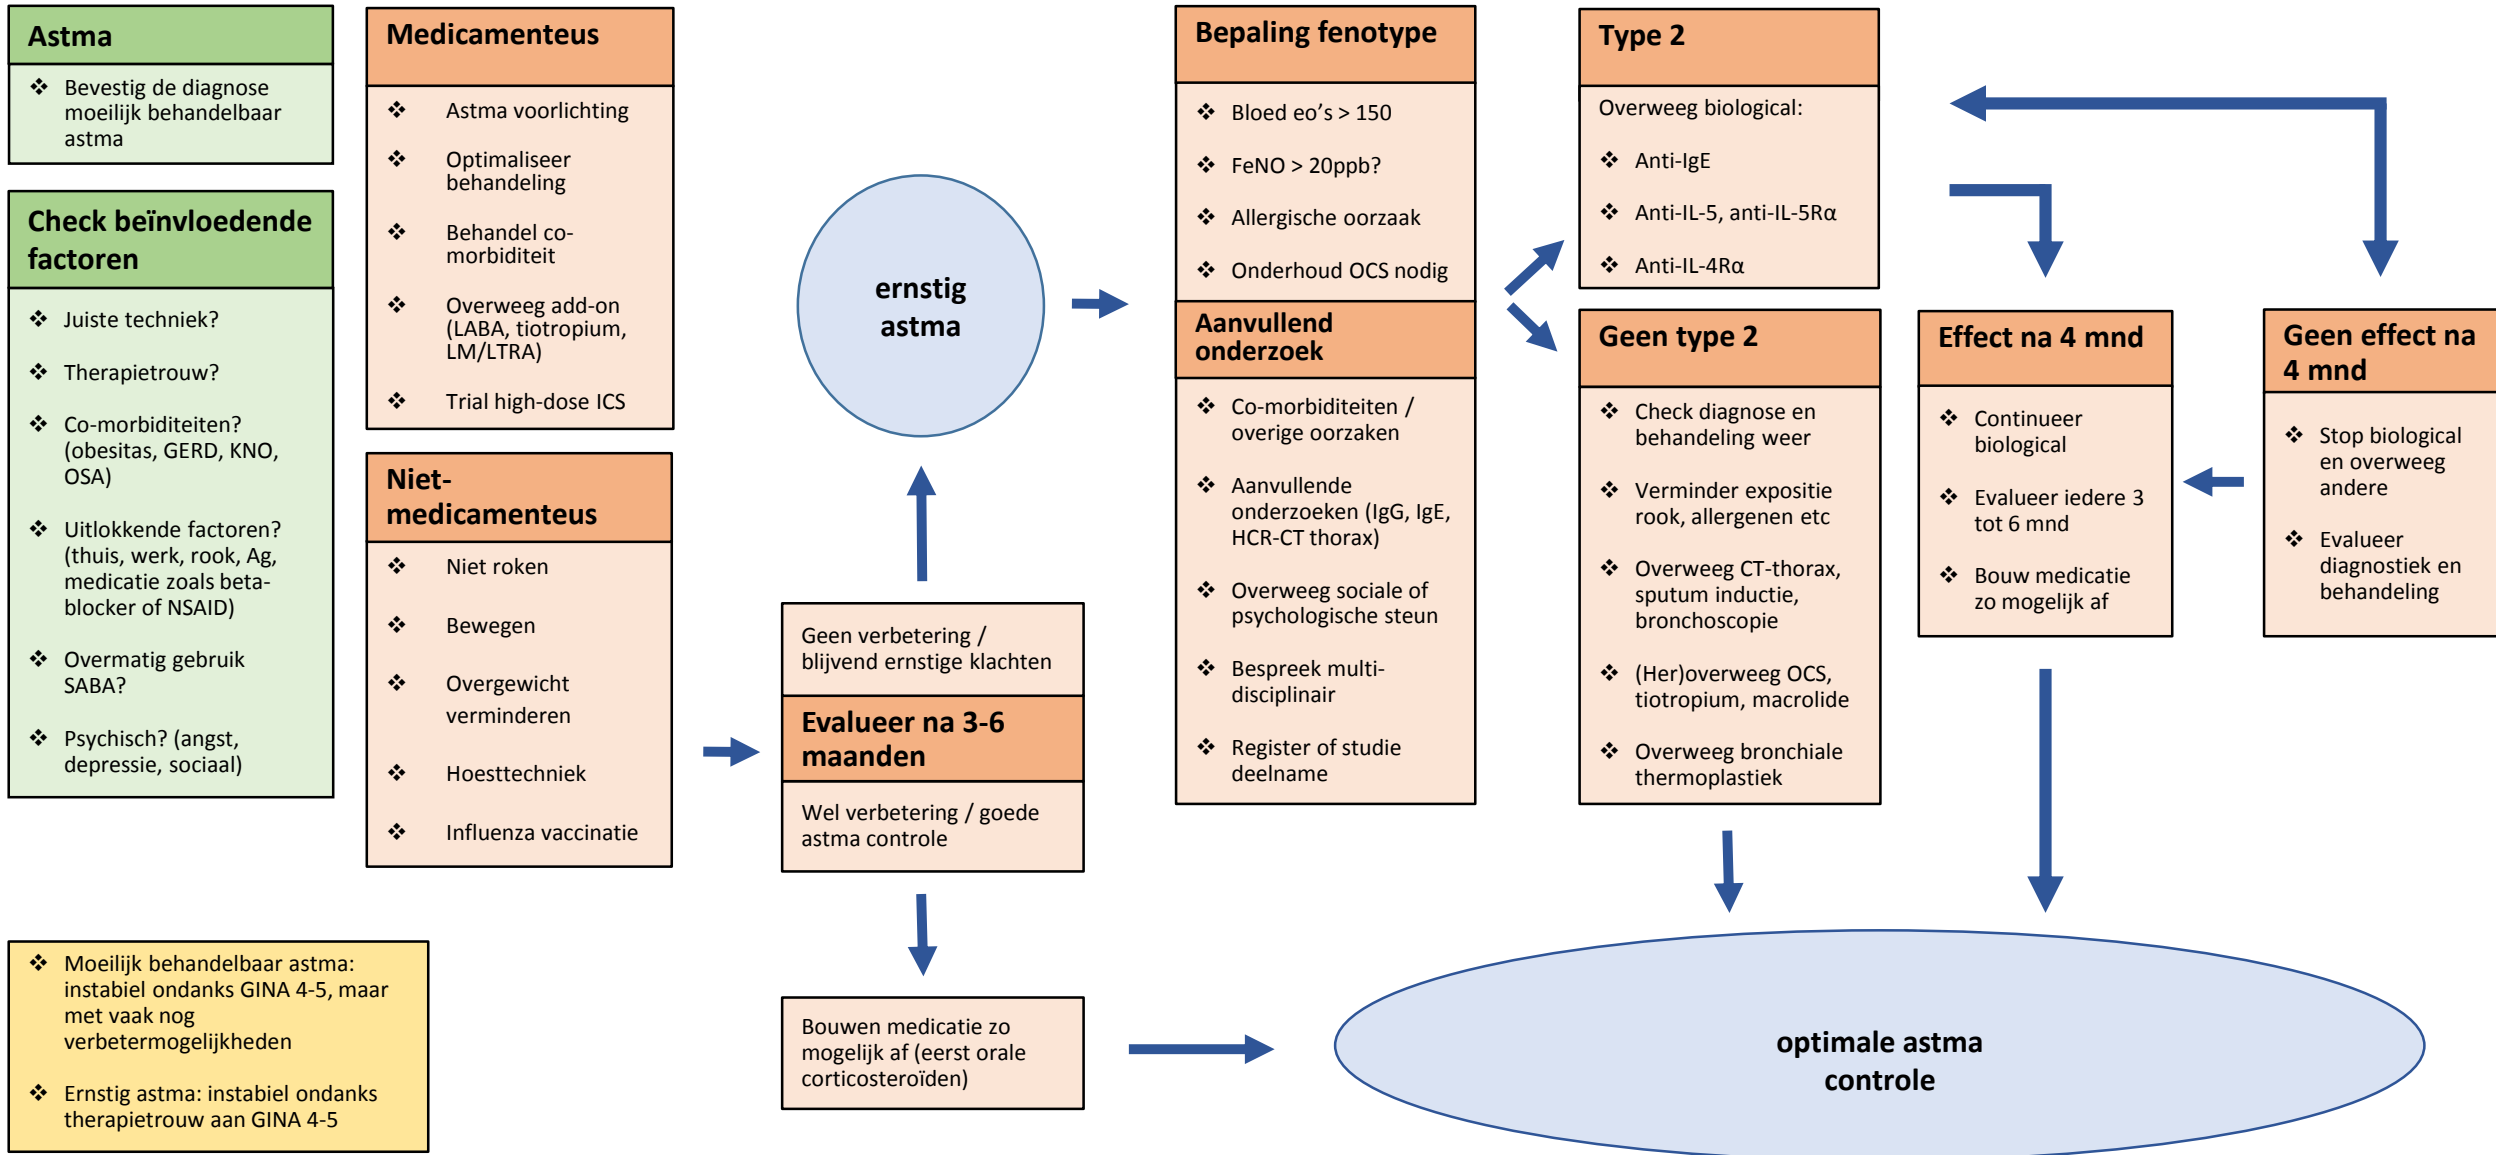 Astma
❖ Bevestig de diagnose
moeilijk behandelbaar
astma
Check beïnvloedende
factoren
❖ Juiste techniek?
❖ Therapietrouw?
❖ Co-morbiditeiten?
(obesitas, GERD, KNO,
OSA)
❖ Uitlokkende factoren?
(thuis, werk, rook, Ag,
medicatie zoals beta-
blocker of NSAID)
❖ Overmatig gebruik
SABA?
❖ Psychisch? (angst,
depressie, sociaal)
❖ Moeilijk behandelbaar astma:
instabiel ondanks GINA 4-5, maar
met vaak nog
verbetermogelijkheden
❖ Ernstig astma: instabiel ondanks
therapietrouw aan GINA 4-5
Medicamenteus
❖ Astma voorlichting
❖ Optimaliseer
behandeling
❖ Behandel co-
morbiditeit
❖ Overweeg add-on
(LABA, tiotropium,
LM/LTRA)
❖ Trial high-dose ICS
Niet-
medicamenteus
❖ Niet roken
❖ Bewegen
❖ Overgewicht
verminderen
❖ Hoesttechniek
❖ Influenza vaccinatie
ernstig
astma
Geen verbetering /
blijvend ernstige klachten
Evalueer na 3-6
maanden
Wel verbetering / goede
astma controle
Bouwen medicatie zo
mogelijk af (eerst orale
corticosteroïden)
Bepaling fenotype
❖ Bloed eo's > 150
❖ FeNO > 20ppb?
❖ Allergische oorzaak
❖ Onderhoud OCS nodig
Aanvullend
onderzoek
❖ Co-morbiditeiten /
overige oorzaken
❖ Aanvullende
onderzoeken (IgG, IgE,
HCR-CT thorax)
❖ Overweeg sociale of
psychologische steun
❖ Bespreek multi-
disciplinair
❖ Register of studie
deelname
Type 2
Overweeg biological:
❖ Anti-IgE
❖ Anti-IL-5, anti-IL-5Rα
❖ Anti-IL-4Rα
Geen type 2
❖ Check diagnose en
behandeling weer
❖ Verminder expositie
rook, allergenen etc
❖ Overweeg CT-thorax,
sputum inductie,
bronchoscopie
❖ (Her)overweeg OCS,
tiotropium, macrolide
❖ Overweeg bronchiale
thermoplastiek
Effect na 4 mnd
❖ Continueer
biological
❖ Evalueer iedere 3
tot 6 mnd
❖ Bouw medicatie
zo mogelijk af
Geen effect na
4 mnd
❖ Stop biological
en overweeg
andere
❖ Evalueer
diagnostiek en
behandeling
optimale astma
controle